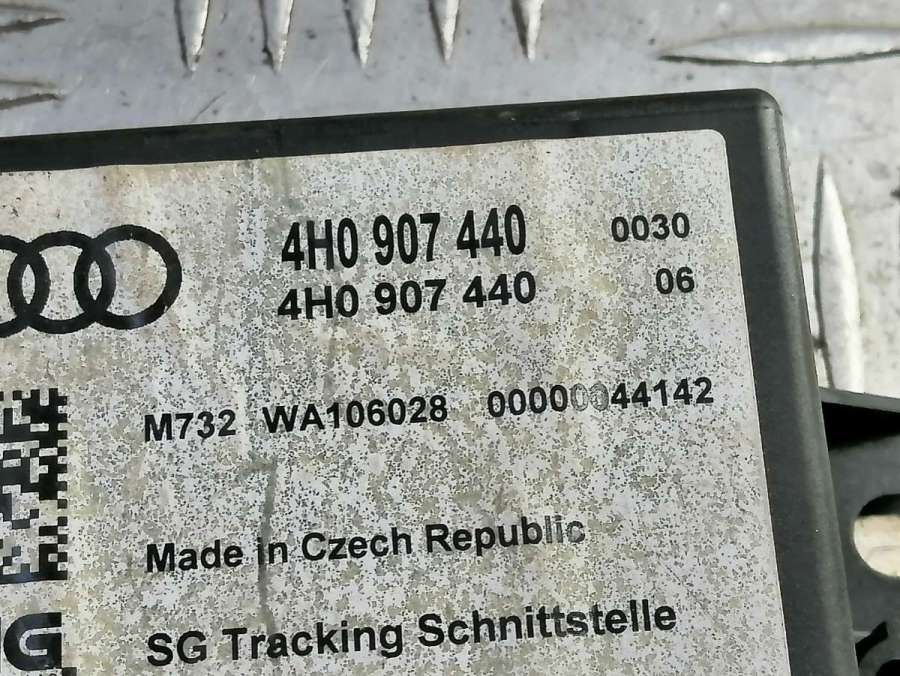 4H0 907 440 0030
4H0 907 440 06
M732 WA106028 00000044142
Made in Czech Republic
SG Tracking Schnittstelle